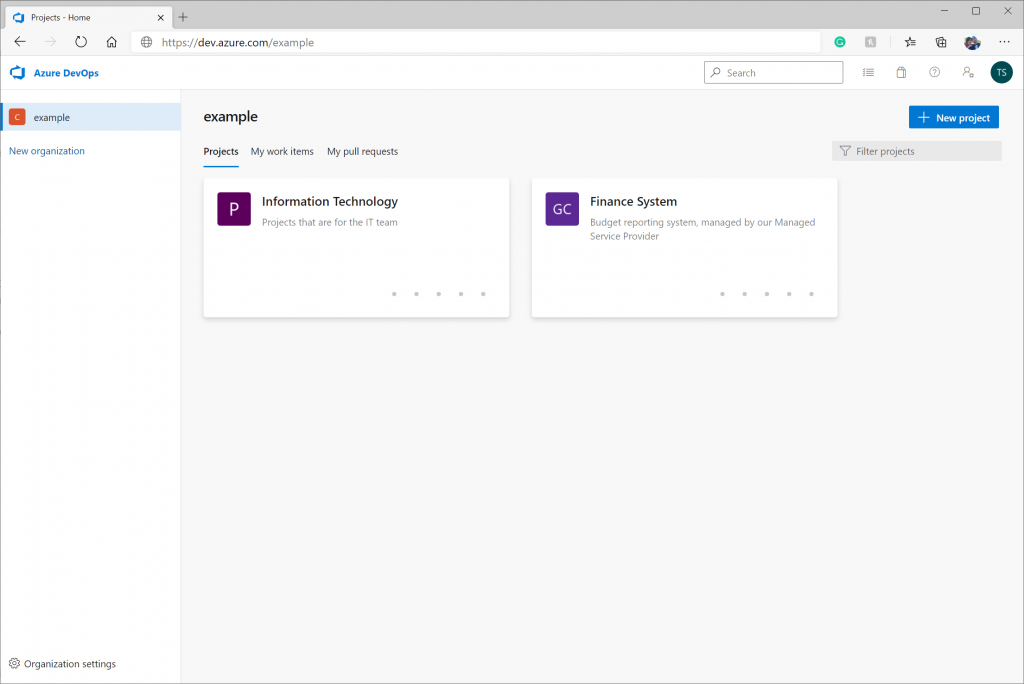 Projects - Home
https://dev.azure.com/example
Azure DevOps
Search
TS
C
example
New organization
example
New project
Projects
My work items
My pull requests
Filter projects
P
Information Technology
Projects that are for the IT team
GC
Finance System
Budget reporting system, managed by our Managed
Service Provider
Organization settings